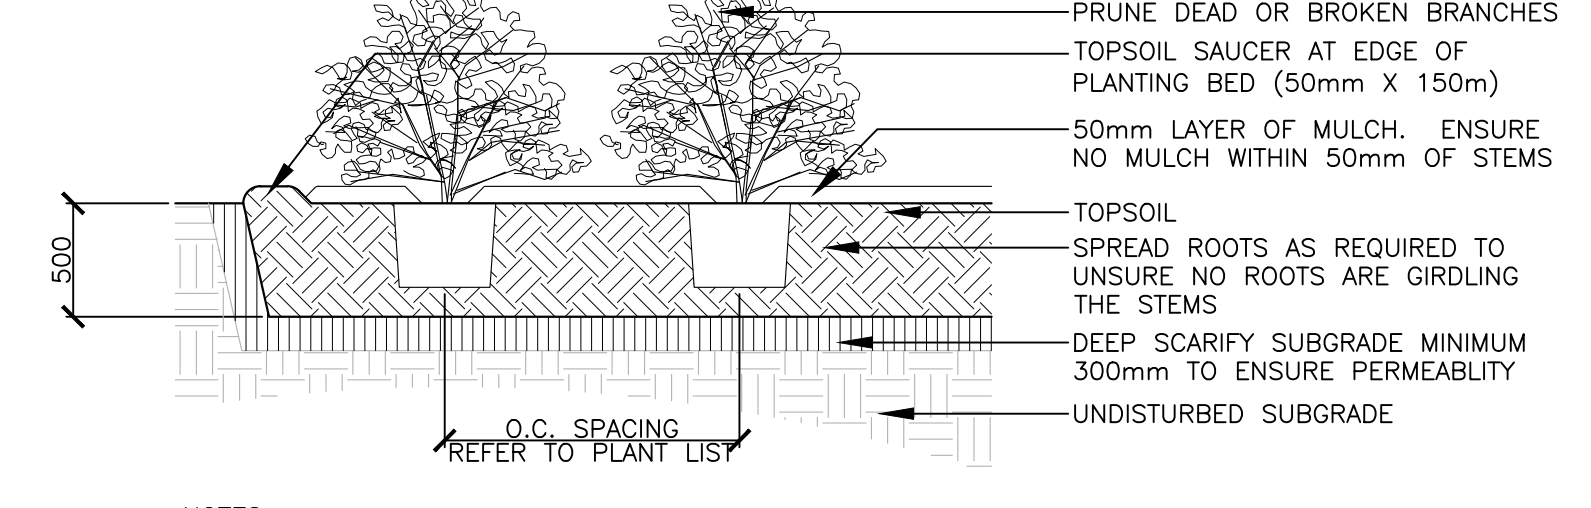 PRUNE DEAD OR BROKEN BRANCHES
TOPSOIL SAUCER AT EDGE OF
PLANTING BED (50mm X 150m)
50mm LAYER OF MULCH. ENSURE
NO MULCH WITHIN 50mm OF STEMS
TOPSOIL
SPREAD ROOTS AS REQUIRED TO
UNSURE NO ROOTS ARE GIRDLING
THE STEMS
DEEP SCARIFY SUBGRADE MINIMUM
300mm TO ENSURE PERMEABLITY
UNDISTURBED SUBGRADE
500
O.C. SPACING
REFER TO PLANT LIST